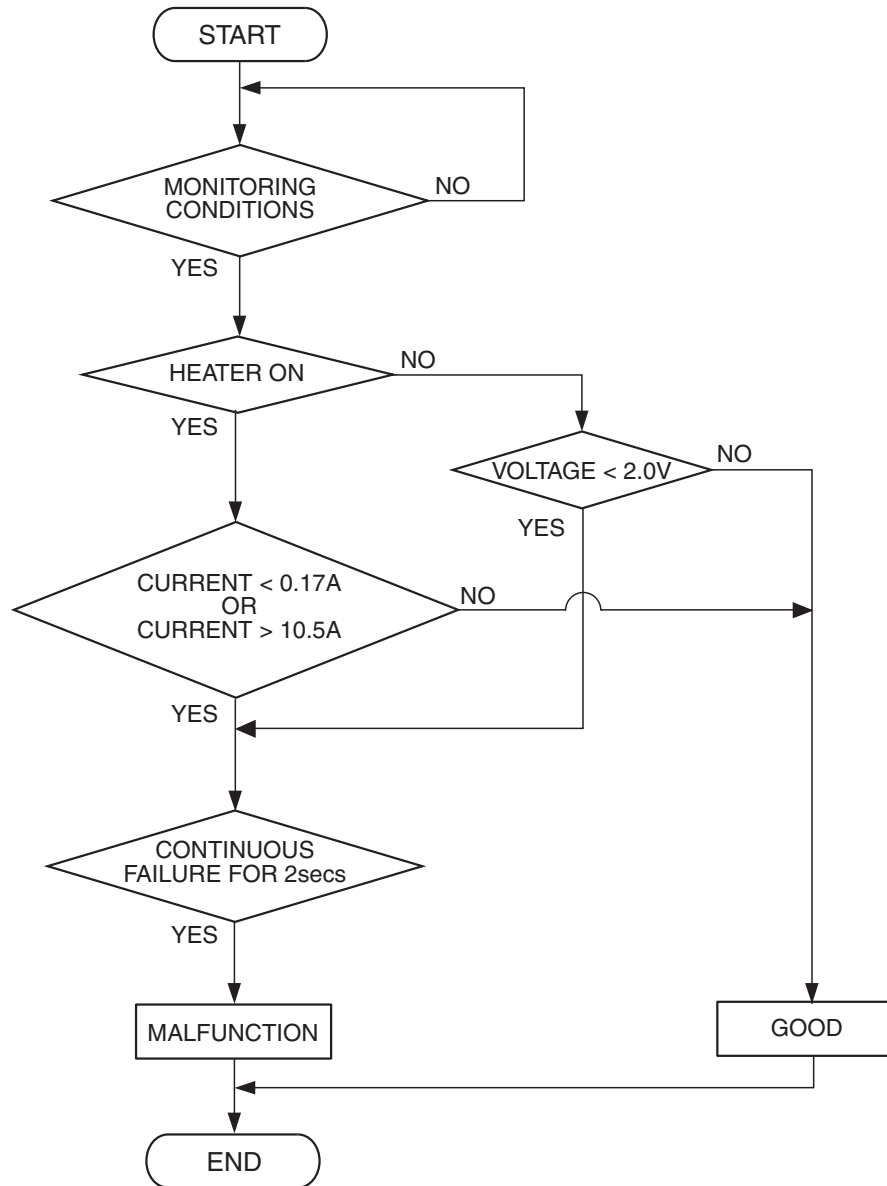 START
MONITORING
CONDITIONS
NO
YES
HEATER ON
NO
YES
VOLTAGE < 2.0V
NO
YES
CURRENT < 0.17A
OR
CURRENT > 10.5A
NO
YES
CONTINUOUS
FAILURE FOR 2secs
YES
MALFUNCTION
GOOD
END